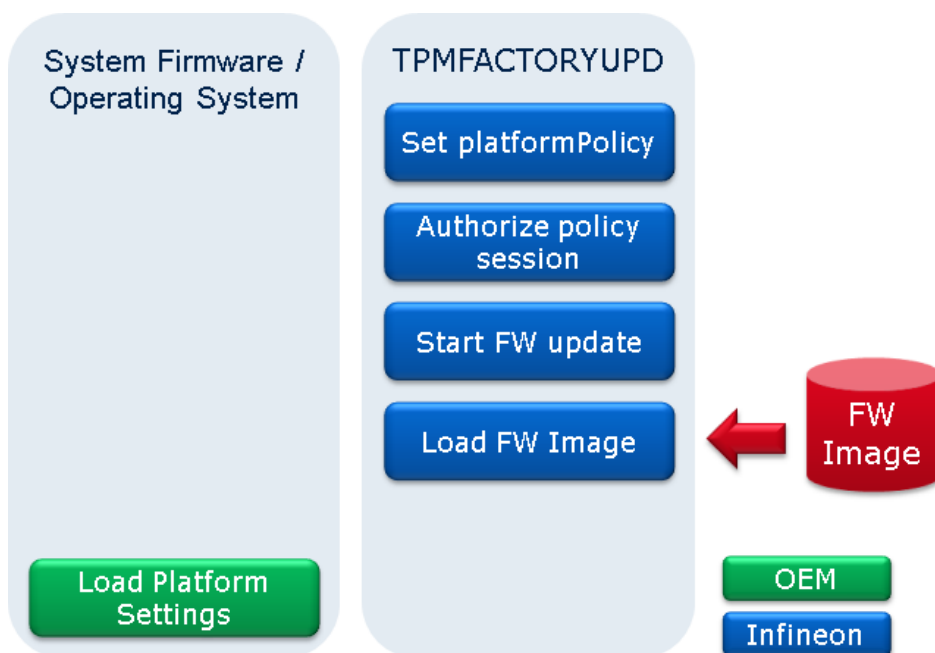 System Firmware /
Operating System
TPMFACTORYUPD
Set platformPolicy
Authorize policy
session
Start FW update
Load FW Image
FW
Image
Load Platform
Settings
OEM
Infineon